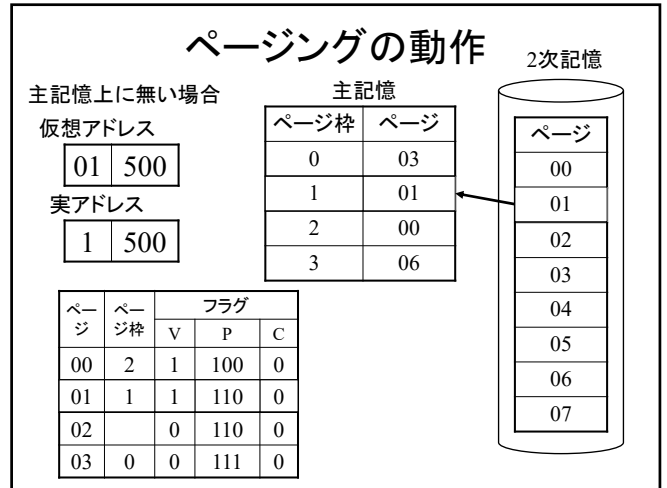 ページングの動作
主記憶上に無い場合
仮想アドレス
01 500
実アドレス
1 500
主記憶
ページ枠 ページ
0 03
1 01
2 00
3 06
2次記憶
ページ
00
01
02
03
04
05
06
07
ページ ページ枠 フラグ
V P C
00 2 1 100 0
01 1 1 110 0
02 0 110 0
03 0 0 111 0